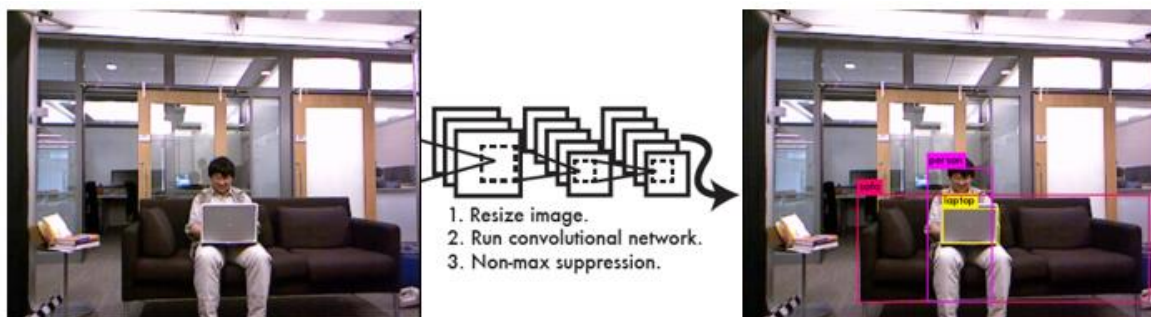 1. Resize image.
2. Run convolutional network.
3. Non-max suppression.
person
sofa
laptop